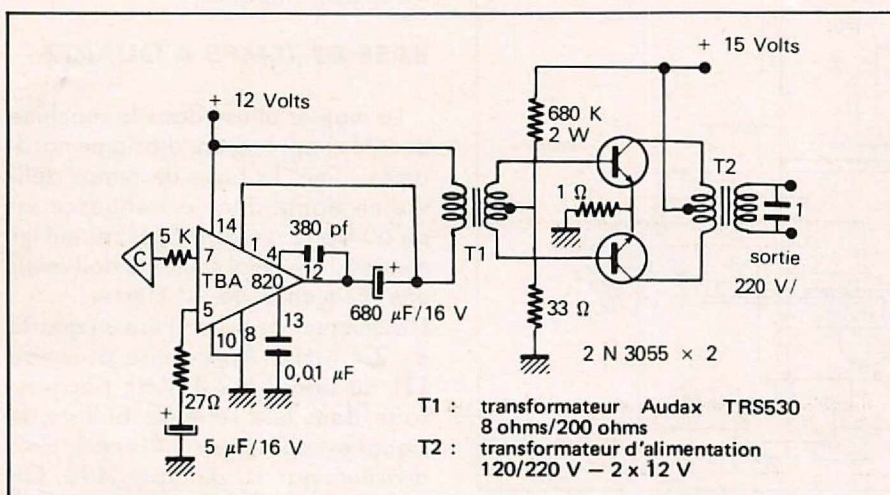 + 15 Volts
+ 12 Volts
680 K
2 W
T2
14
1
380 pf
4
1 Ω
5 K
C
7
TBA 820
12
+
T1
1
sortie
220 V/
5
13
680 µF/16 V
10
8
33 Ω
0,01 µF
2 N 3055 × 2
27Ω
+
5 µF/16 V
T1 transformateur Audax TRS530
8 ohms/200 ohms
T2 : transformateur d'alimentation
120/220 V — 2 x 12 V